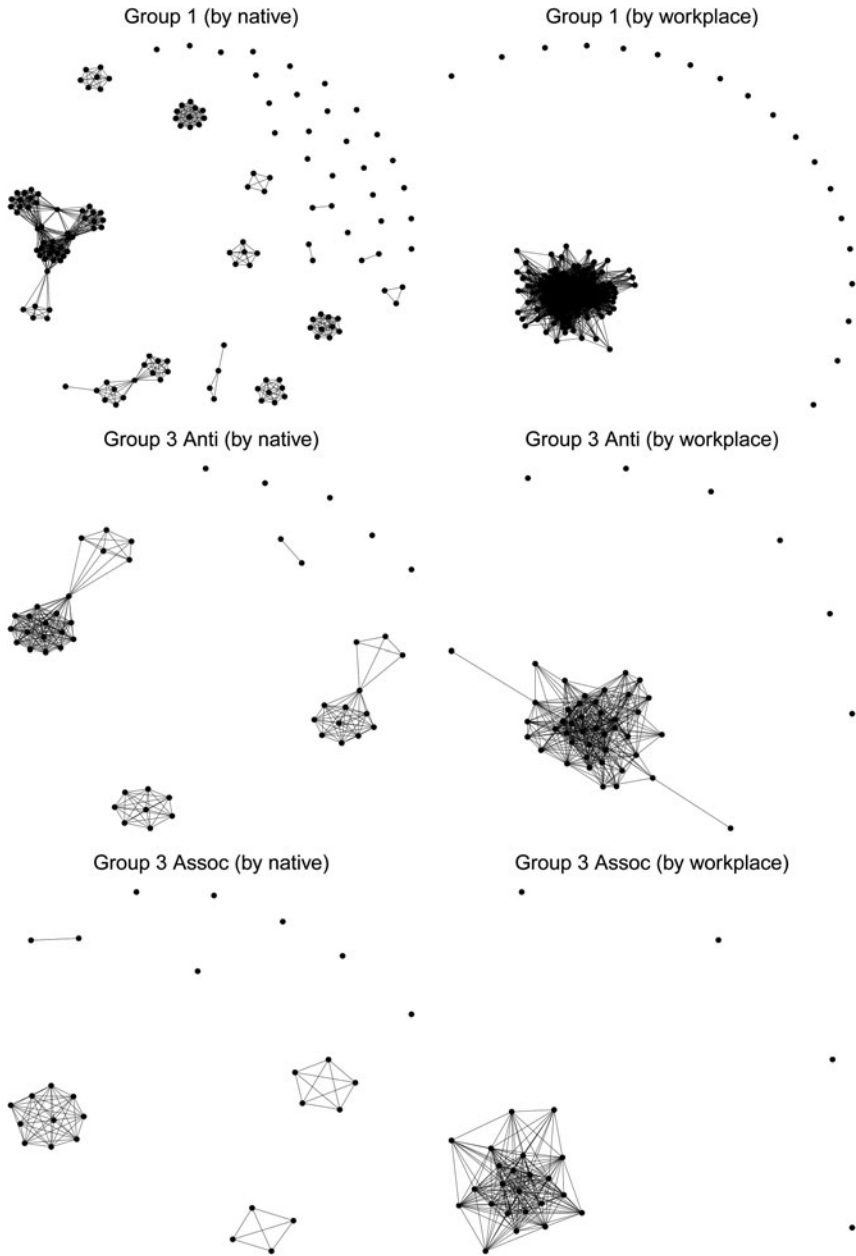 Group 1 (by native)
Group 1 (by workplace)
Group 3 Anti (by native)
Group 3 Anti (by workplace)
Group 3 Assoc (by native)
Group 3 Assoc (by workplace)